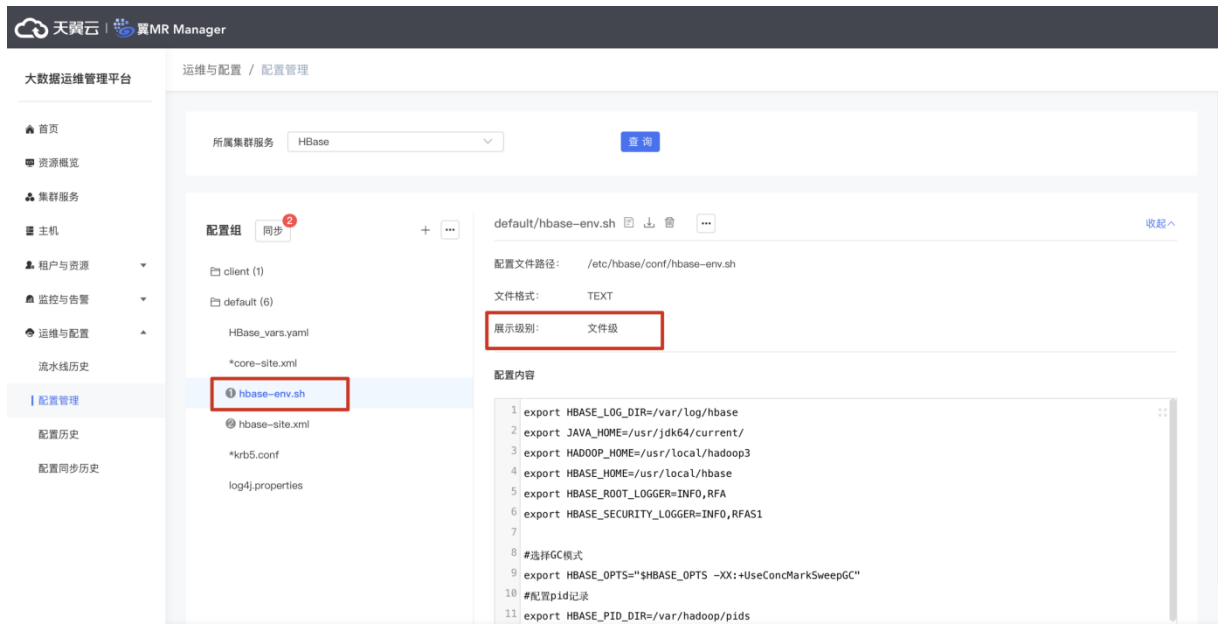 天翼云 翼MR Manager
大数据运维管理平台
首页
资源概览
集群服务
主机
租户与资源
监控与告警
运维与配置
流水线历史
配置管理
配置历史
配置同步历史
运维与配置 / 配置管理
所属集群服务 HBase 查 询
配置组 同步 2 + ···
client (1)
default (6)
HBase_vars.yaml
*core-site.xml
① hbase-env.sh
② hbase-site.xml
*krb5.conf
log4j.properties
default/hbase-env.sh ··· 收起
配置文件路径: /etc/hbase/conf/hbase-env.sh
文件格式: TEXT
展示级别: 文件级
配置内容
1 export HBASE_LOG_DIR=/var/log/hbase
2 export JAVA_HOME=/usr/jdk64/current/
3 export HADOOP_HOME=/usr/local/hadoop3
4 export HBASE_HOME=/usr/local/hbase
5 export HBASE_ROOT_LOGGER=INFO,RFA
6 export HBASE_SECURITY_LOGGER=INFO,RFAS1
7
8 #选择GC模式
9 export HBASE_OPTS="$HBASE_OPTS -XX:+UseConcMarkSweepGC"
10 #配置pid记录
11 export HBASE_PID_DIR=/var/hadoop/pids